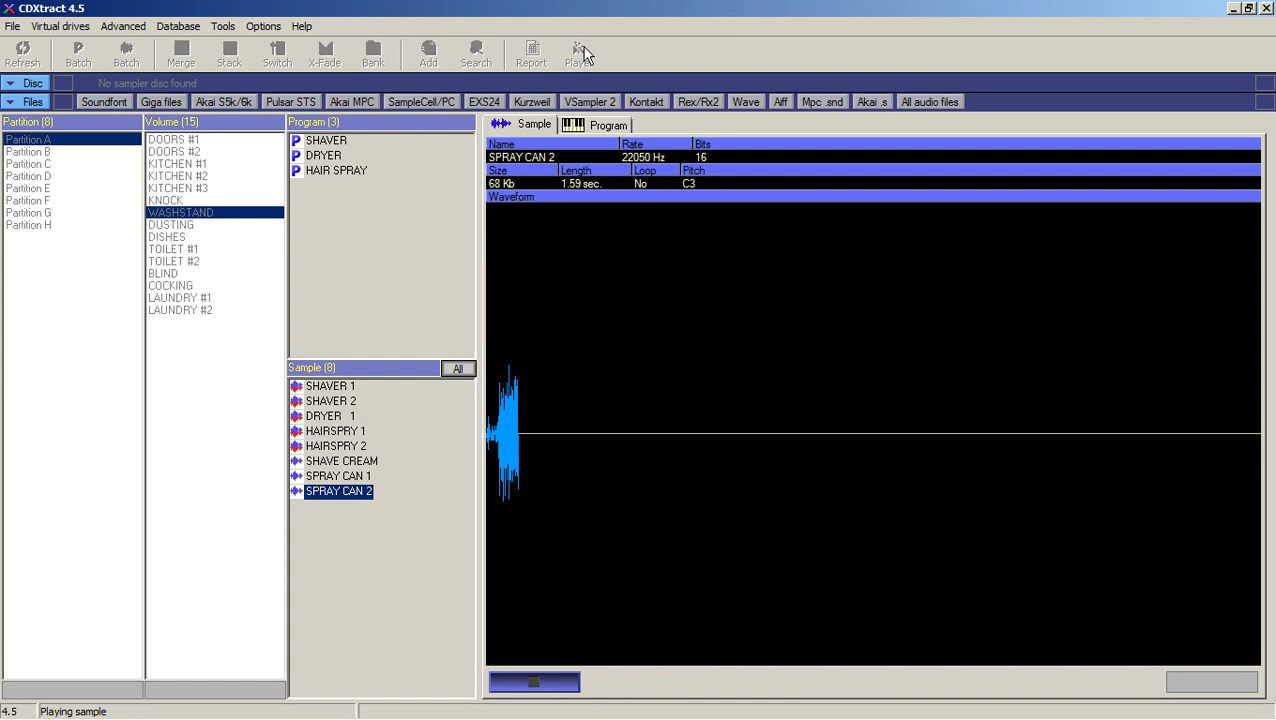 CDXtract 4.5
File Virtual drives Advanced Database Tools Options Help
Refresh Batch Batch Merge Stack Switch X-Fade Bank Add Search Report
Disc No sampler disc found
Files Soundfont Giga files Akai S5k/6k Pulsar STS Akai MPC SampleCell/PC EXS24 Kurzweil VSampler 2 Kontakt Rex/Rx2 Wave Aiff Mpc .snd Akai .s All audio files
Partition (8)
Partition A
Partition B
Partition C
Partition D
Partition E
Partition F
Partition G
Partition H
Volume (15)
DOORS #1
DOORS #2
KITCHEN #1
KITCHEN #2
KITCHEN #3
KNOCK
WASHSTAND
DUSTING
DISHES
TOILET #1
TOILET #2
BLIND
COCKING
LAUNDRY #1
LAUNDRY #2
Program (3)
SHAVER
DRYER
HAIR SPRAY
Sample (8) All
SHAVER 1
SHAVER 2
DRYER 1
HAIRSPRY 1
HAIRSPRY 2
SHAVE CREAM
SPRAY CAN 1
SPRAY CAN 2
Sample Program
Name Rate Bits
SPRAY CAN 2 22050 Hz 16
Size Length Loop Pitch
68 Kb 1.59 sec. No C3
Waveform
4.5 Playing sample